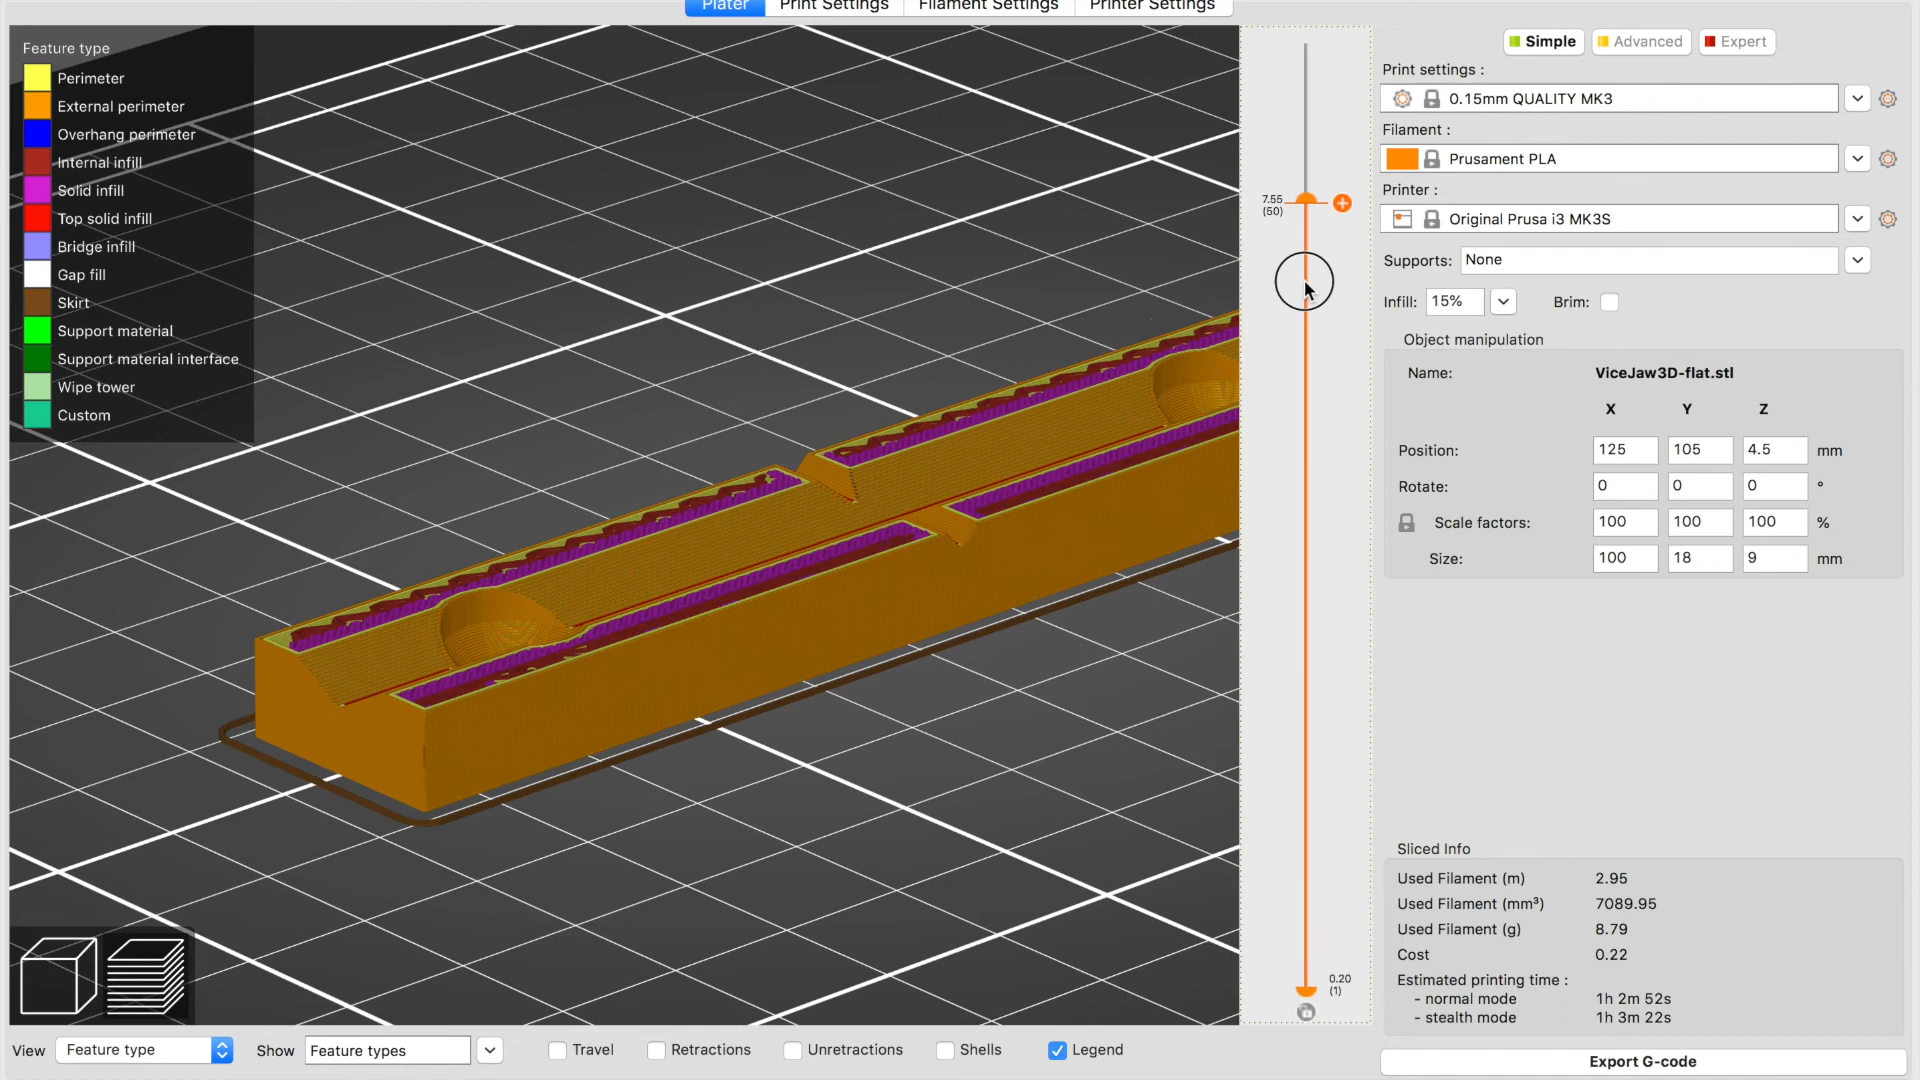 Plater
Print Settings
Filament Settings
Printer Settings
Feature type
Perimeter
External perimeter
Overhang perimeter
Internal infill
Solid infill
Top solid infill
Bridge infill
Gap fill
Skirt
Support material
Support material interface
Wipe tower
Custom
7.55
(50)
0.20
(1)
Simple
Advanced
Expert
Print settings :
0.15mm QUALITY MK3
Filament :
Prusament PLA
Printer :
Original Prusa i3 MK3S
Supports: None
Infill: 15% Brim:
Object manipulation
Name: ViceJaw3D-flat.stl
X Y Z
Position: 125 105 4.5 mm
Rotate: 0 0 0 °
Scale factors: 100 100 100 %
Size: 100 18 9 mm
Sliced Info
Used Filament (m) 2.95
Used Filament (mm³) 7089.95
Used Filament (g) 8.79
Cost 0.22
Estimated printing time :
- normal mode 1h 2m 52s
- stealth mode 1h 3m 22s
Export G-code
View Feature type Show Feature types Travel Retractions Unretractions Shells Legend